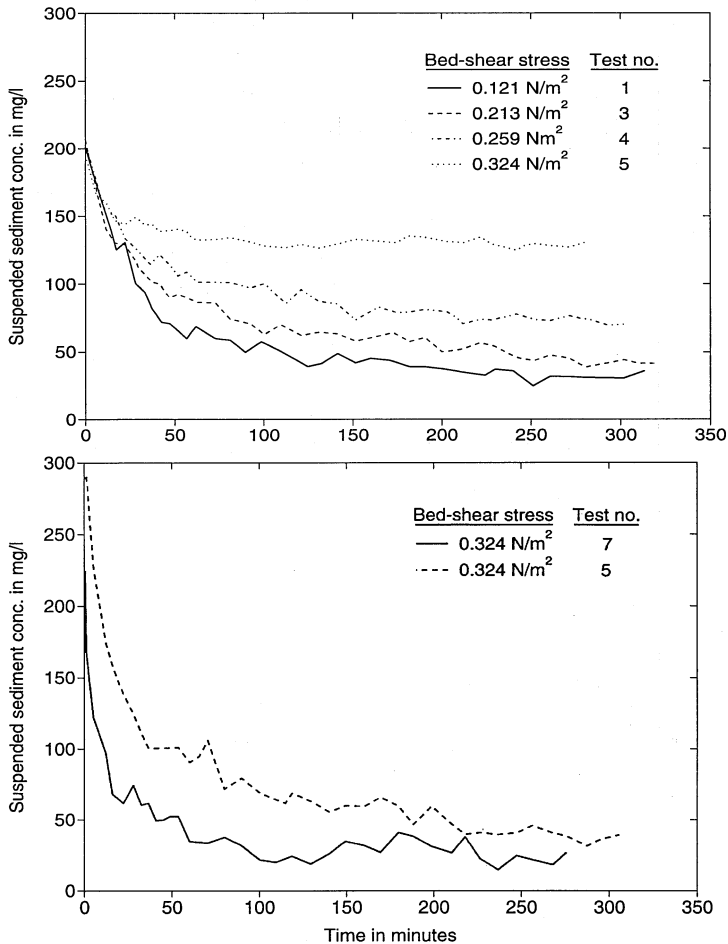 300
250
200
150
100
50
0
Suspended sediment conc. in mg/l
Bed-shear stress Test no.
0.121 N/m² 1
0.213 N/m² 3
0.259 Nm² 4
0.324 N/m² 5
0 50 100 150 200 250 300 350
300
250
200
150
100
50
0
Suspended sediment conc. in mg/l
Bed-shear stress Test no.
0.324 N/m² 7
0.324 N/m² 5
0 50 100 150 200 250 300 350
Time in minutes